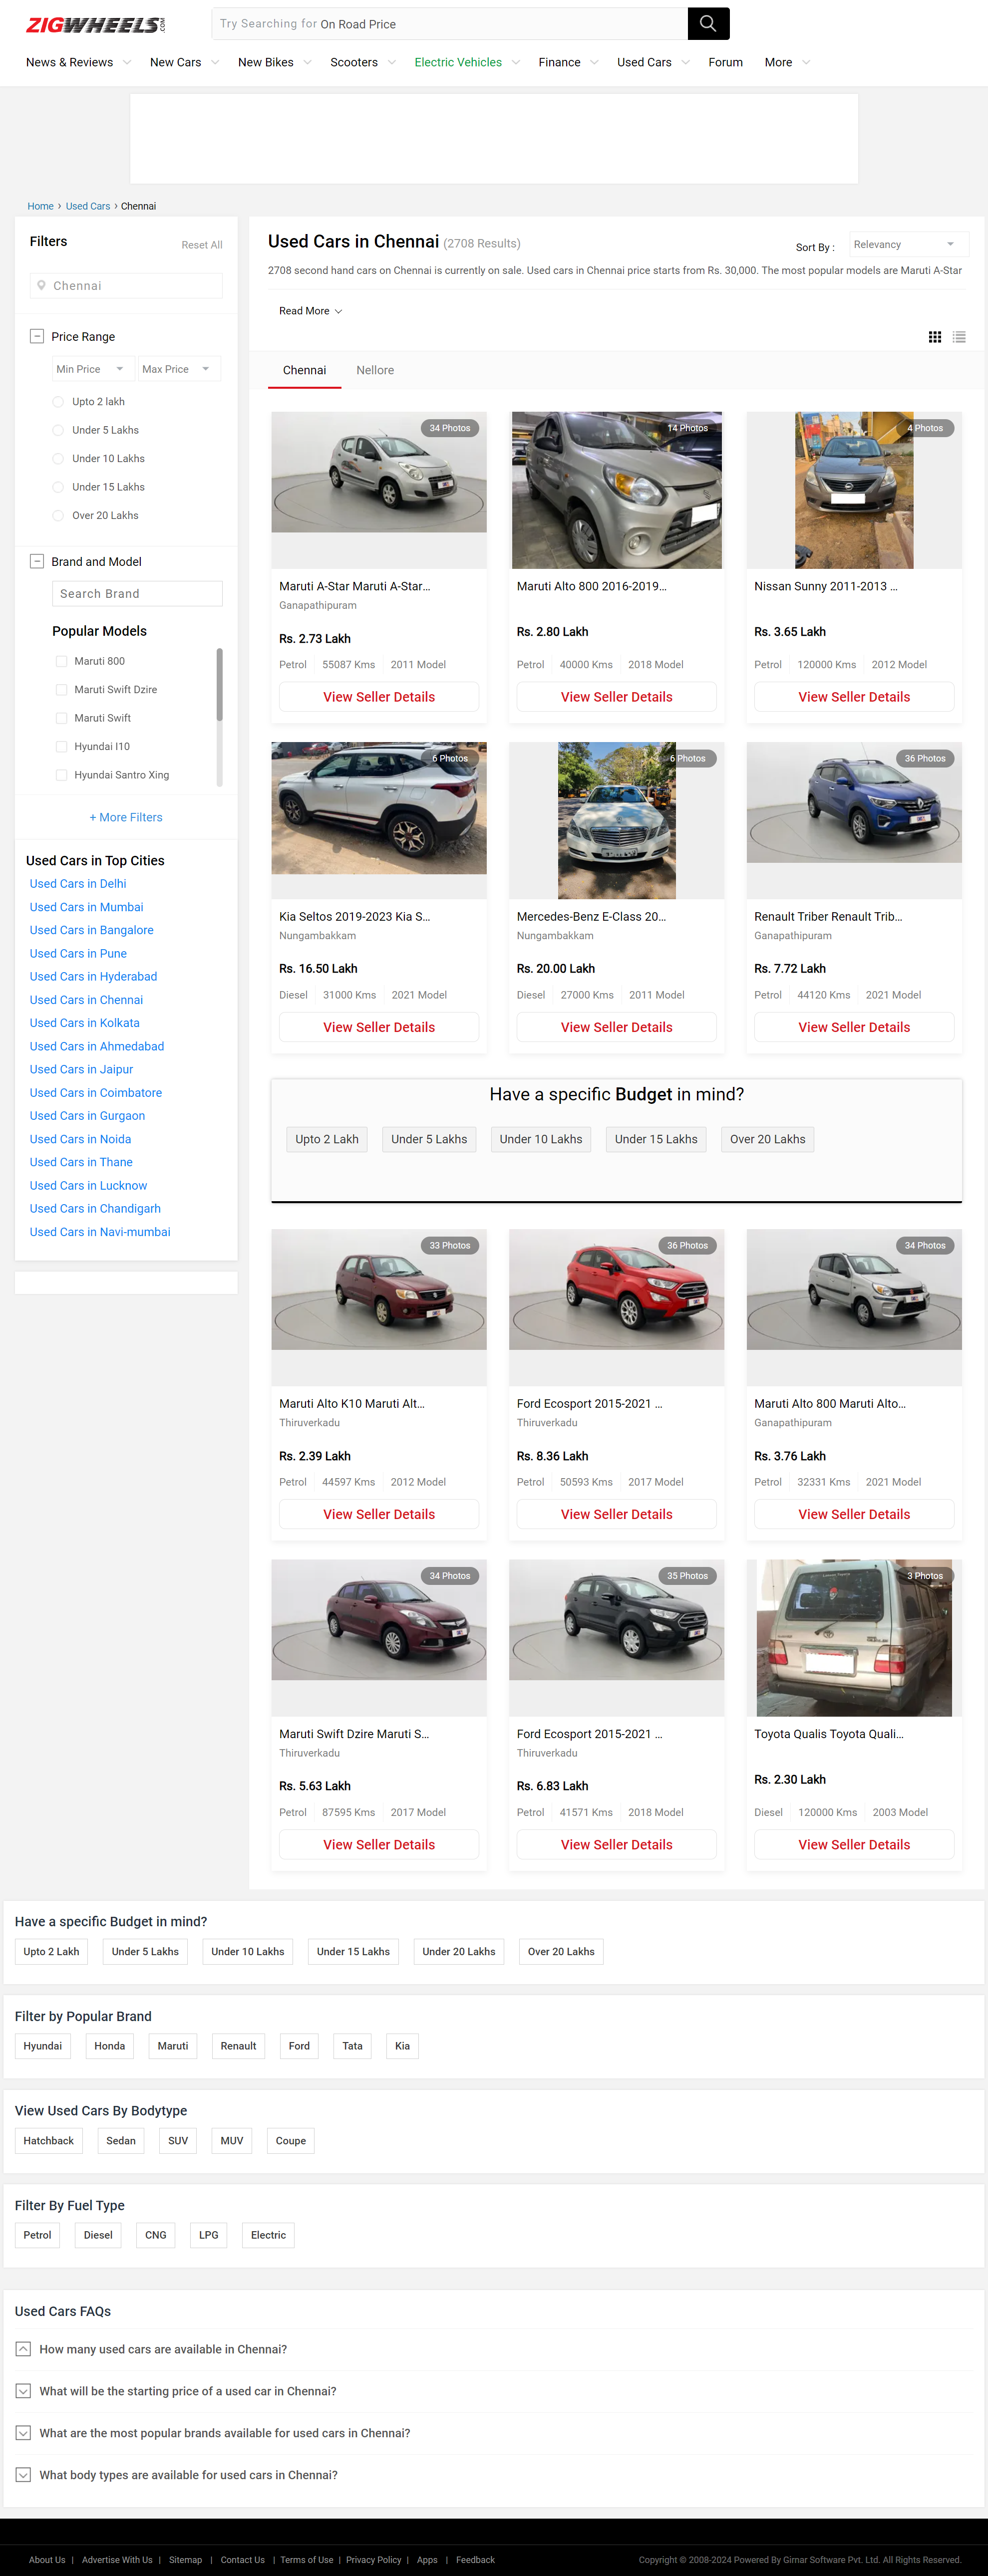 ZIGWHEELS.COM
Try Searching for On Road Price
News & Reviews New Cars New Bikes Scooters Electric Vehicles Finance Used Cars Forum More
Home › Used Cars › Chennai
Filters
Reset All
Chennai
Price Range
Min Price Max Price
Upto 2 lakh
Under 5 Lakhs
Under 10 Lakhs
Under 15 Lakhs
Over 20 Lakhs
Brand and Model
Search Brand
Popular Models
Maruti 800
Maruti Swift Dzire
Maruti Swift
Hyundai I10
Hyundai Santro Xing
+ More Filters
Used Cars in Top Cities
Used Cars in Delhi
Used Cars in Mumbai
Used Cars in Bangalore
Used Cars in Pune
Used Cars in Hyderabad
Used Cars in Chennai
Used Cars in Kolkata
Used Cars in Ahmedabad
Used Cars in Jaipur
Used Cars in Coimbatore
Used Cars in Gurgaon
Used Cars in Noida
Used Cars in Thane
Used Cars in Lucknow
Used Cars in Chandigarh
Used Cars in Navi-mumbai
Used Cars in Chennai (2708 Results)
Sort By : Relevancy
2708 second hand cars on Chennai is currently on sale. Used cars in Chennai price starts from Rs. 30,000. The most popular models are Maruti A-Star
Read More
Chennai Nellore
34 Photos
Maruti A-Star Maruti A-Star...
Ganapathipuram
Rs. 2.73 Lakh
Petrol 55087 Kms 2011 Model
View Seller Details
14 Photos
Maruti Alto 800 2016-2019...
Rs. 2.80 Lakh
Petrol 40000 Kms 2018 Model
View Seller Details
4 Photos
Nissan Sunny 2011-2013 ...
Rs. 3.65 Lakh
Petrol 120000 Kms 2012 Model
View Seller Details
6 Photos
Kia Seltos 2019-2023 Kia S...
Nungambakkam
Rs. 16.50 Lakh
Diesel 31000 Kms 2021 Model
View Seller Details
6 Photos
Mercedes-Benz E-Class 20...
Nungambakkam
Rs. 20.00 Lakh
Diesel 27000 Kms 2011 Model
View Seller Details
36 Photos
Renault Triber Renault Trib...
Ganapathipuram
Rs. 7.72 Lakh
Petrol 44120 Kms 2021 Model
View Seller Details
Have a specific Budget in mind?
Upto 2 Lakh Under 5 Lakhs Under 10 Lakhs Under 15 Lakhs Over 20 Lakhs
33 Photos
Maruti Alto K10 Maruti Alt...
Thiruverkadu
Rs. 2.39 Lakh
Petrol 44597 Kms 2012 Model
View Seller Details
36 Photos
Ford Ecosport 2015-2021 ...
Thiruverkadu
Rs. 8.36 Lakh
Petrol 50593 Kms 2017 Model
View Seller Details
34 Photos
Maruti Alto 800 Maruti Alto...
Ganapathipuram
Rs. 3.76 Lakh
Petrol 32331 Kms 2021 Model
View Seller Details
34 Photos
Maruti Swift Dzire Maruti S...
Thiruverkadu
Rs. 5.63 Lakh
Petrol 87595 Kms 2017 Model
View Seller Details
35 Photos
Ford Ecosport 2015-2021 ...
Thiruverkadu
Rs. 6.83 Lakh
Petrol 41571 Kms 2018 Model
View Seller Details
3 Photos
Toyota Qualis Toyota Quali...
Rs. 2.30 Lakh
Diesel 120000 Kms 2003 Model
View Seller Details
Have a specific Budget in mind?
Upto 2 Lakh Under 5 Lakhs Under 10 Lakhs Under 15 Lakhs Under 20 Lakhs Over 20 Lakhs
Filter by Popular Brand
Hyundai Honda Maruti Renault Ford Tata Kia
View Used Cars By Bodytype
Hatchback Sedan SUV MUV Coupe
Filter By Fuel Type
Petrol Diesel CNG LPG Electric
Used Cars FAQs
How many used cars are available in Chennai?
What will be the starting price of a used car in Chennai?
What are the most popular brands available for used cars in Chennai?
What body types are available for used cars in Chennai?
About Us | Advertise With Us | Sitemap | Contact Us | Terms of Use | Privacy Policy | Apps | Feedback
Copyright © 2008-2024 Powered By Girnar Software Pvt. Ltd. All Rights Reserved.